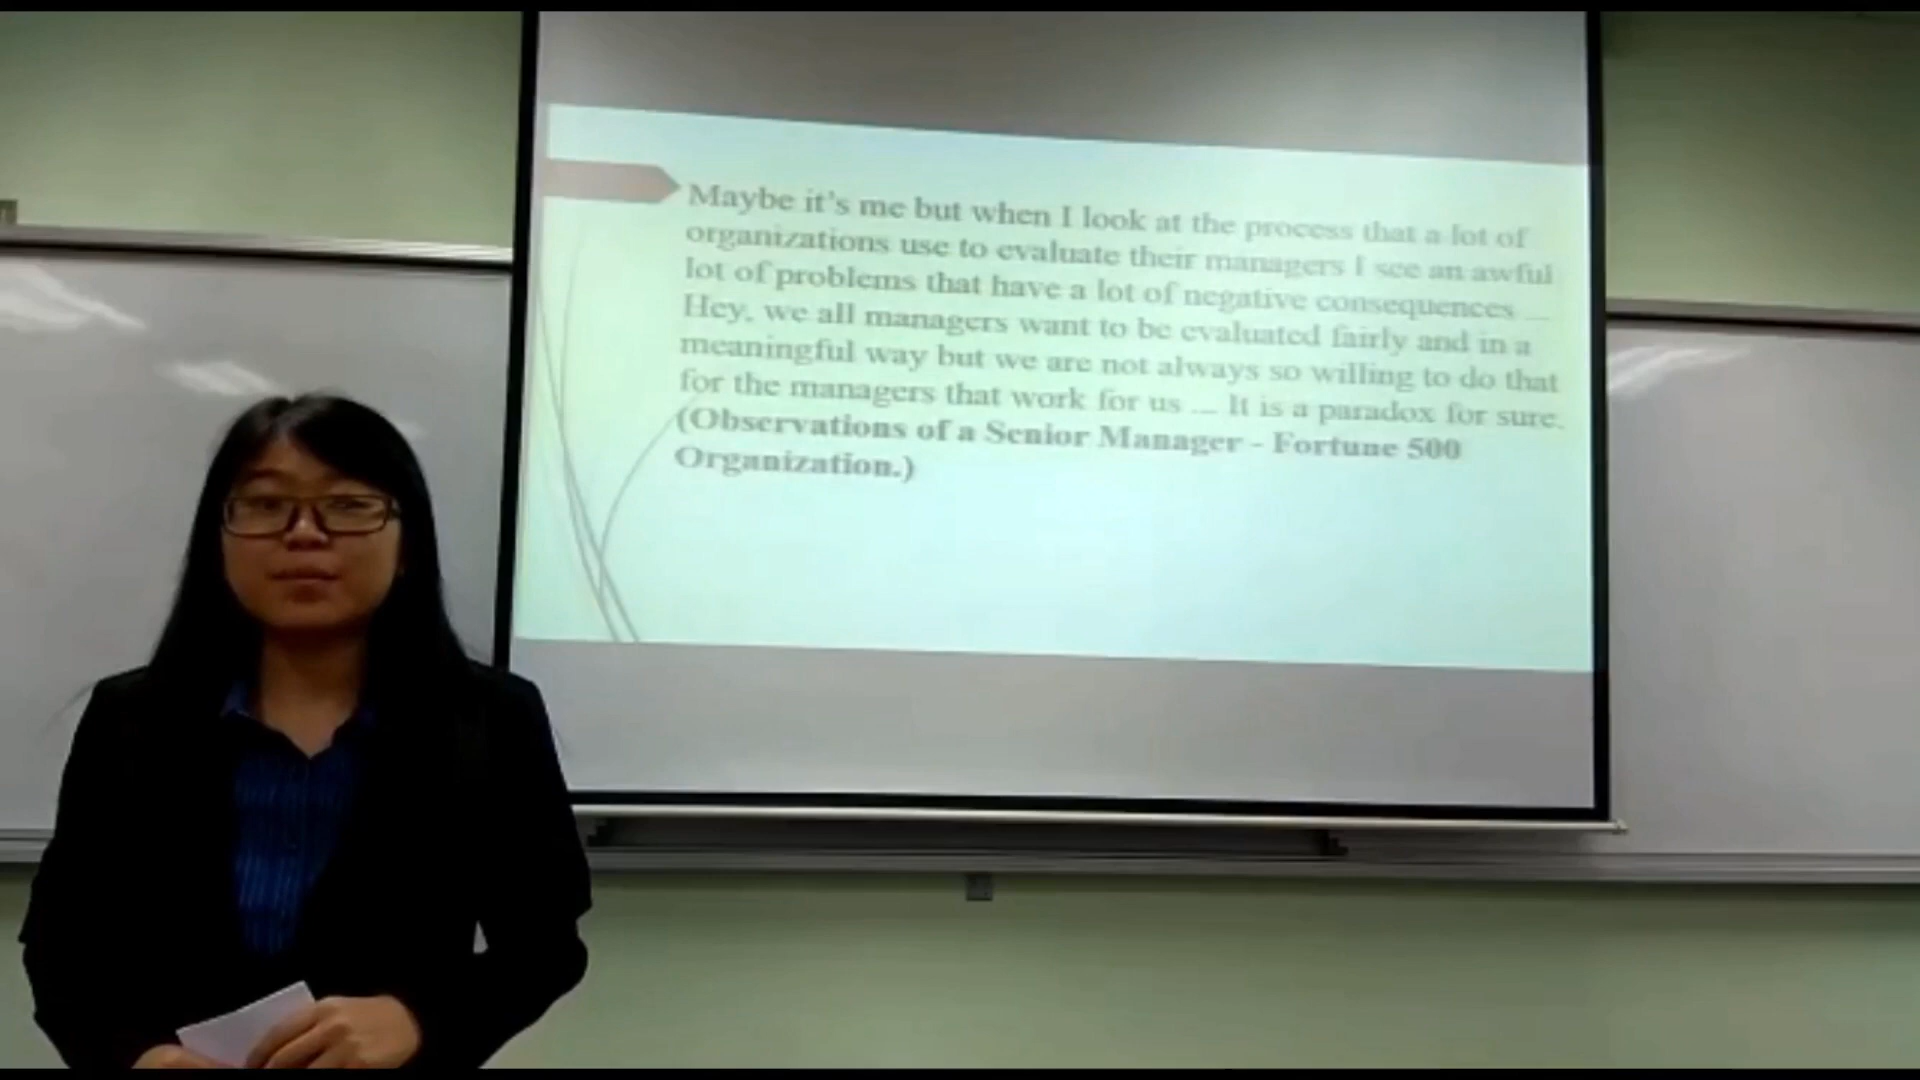 Maybe it's me but when I look at the process that a lot of
organizations use to evaluate their managers I see an awful
lot of problems that have a lot of negative consequences ...
Hey, we all managers want to be evaluated fairly and in a
meaningful way but we are not always so willing to do that
for the managers that work for us ... It is a paradox for sure.
(Observations of a Senior Manager - Fortune 500
Organization.)